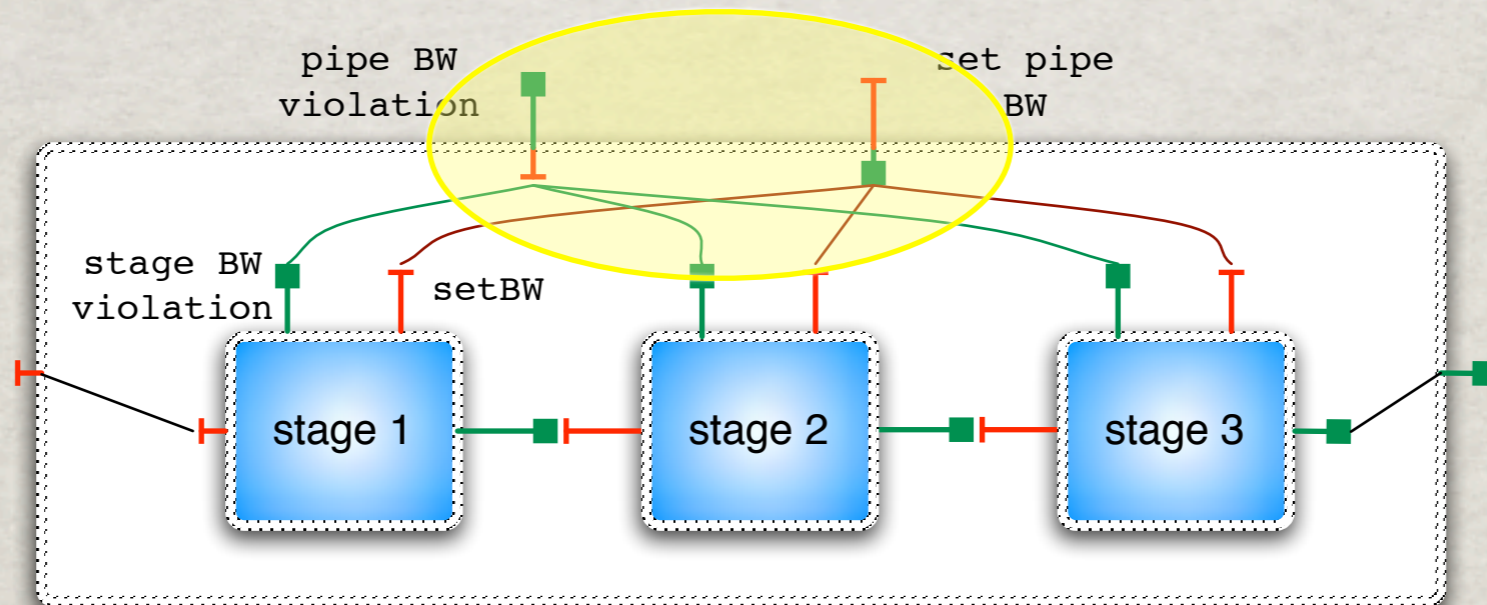 pipe BW
violation
set pipe
BW
stage BW
violation
setBW
stage 1
stage 2
stage 3